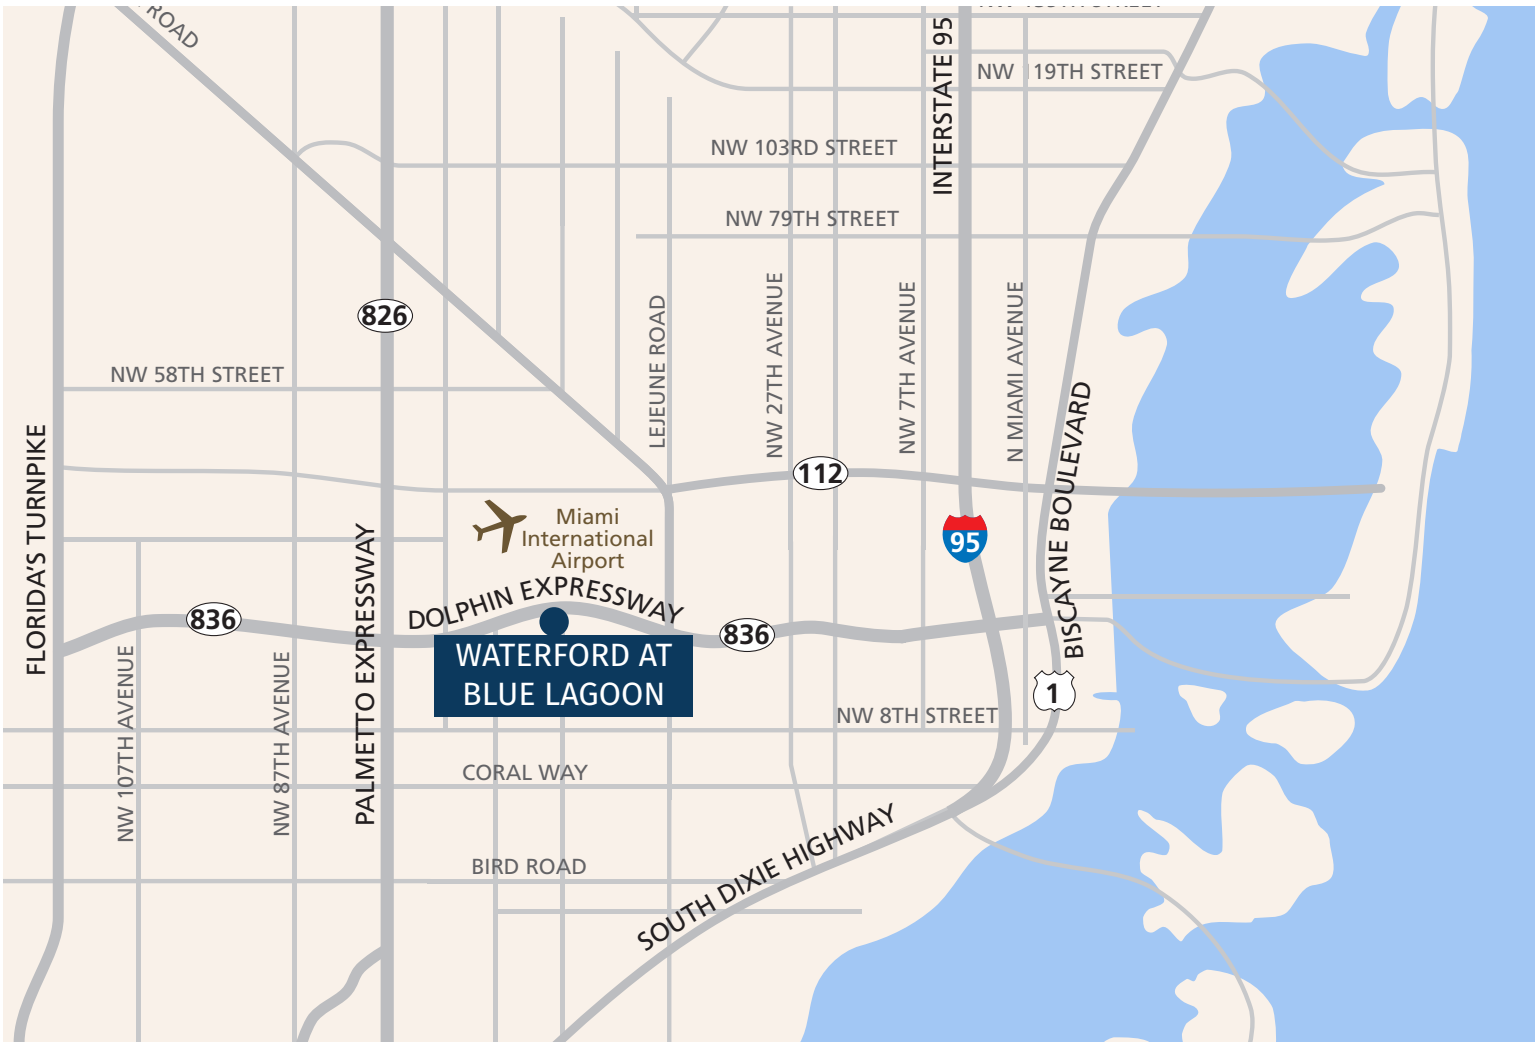 ROAD
INTERSTATE 95
NW 119TH STREET
NW 103RD STREET
NW 79TH STREET
826
LEJEUNE ROAD
NW 27TH AVENUE
NW 7TH AVENUE
N MIAMI AVENUE
NW 58TH STREET
BISCAYNE BOULEVARD
FLORIDA'S TURNPIKE
112
Miami
International
Airport
95
PALMETTO EXPRESSWAY
DOLPHIN EXPRESSWAY
836
836
WATERFORD AT
BLUE LAGOON
NW 107TH AVENUE
NW 87TH AVENUE
1
NW 8TH STREET
CORAL WAY
SOUTH DIXIE HIGHWAY
BIRD ROAD